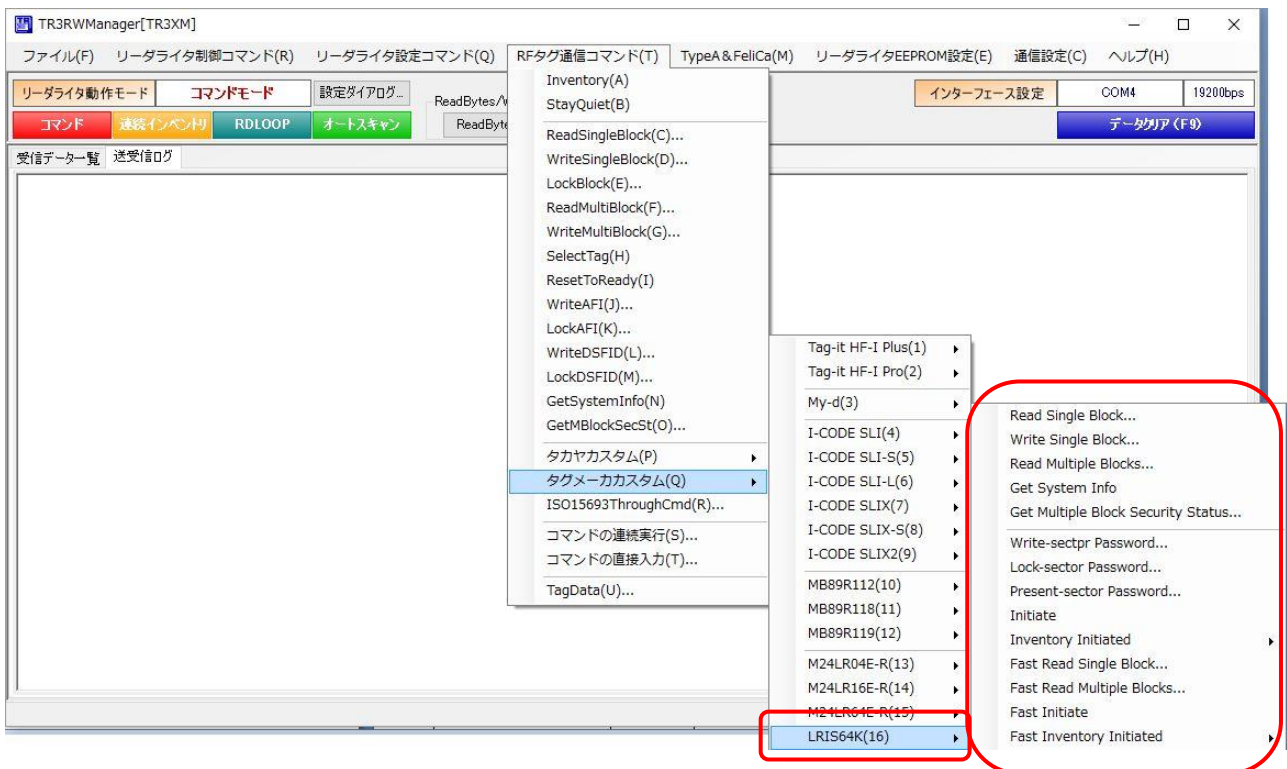 TR3RWManager[TR3XM]
ファイル(F) リーダライタ制御コマンド(R) リーダライタ設定コマンド(Q) RFタグ通信コマンド(T) TypeA&FeliCa(M) リーダライタEEPROM設定(E) 通信設定(C) ヘルプ(H)
リーダライタ動作モード コマンドモード 設定ダイアログ... ReadBytes/ インターフェース設定 COM4 19200bps
コマンド 連続インベントリ RDLOOP オートスキャン ReadByte データクリア(F9)
受信データ一覧 送受信ログ
Inventory(A)
StayQuiet(B)
ReadSingleBlock(C)...
WriteSingleBlock(D)...
LockBlock(E)...
ReadMultiBlock(F)...
WriteMultiBlock(G)...
SelectTag(H)
ResetToReady(I)
WriteAFI(J)...
LockAFI(K)...
WriteDSFID(L)...
LockDSFID(M)...
GetSystemInfo(N)
GetMBlockSecSt(O)...
タカヤカスタム(P)
タグメーカカスタム(Q)
ISO15693ThroughCmd(R)...
コマンドの連続実行(S)...
コマンドの直接入力(T)...
TagData(U)...
Tag-it HF-I Plus(1)
Tag-it HF-I Pro(2)
My-d(3)
I-CODE SLI(4)
I-CODE SLI-S(5)
I-CODE SLI-L(6)
I-CODE SLIX(7)
I-CODE SLIX-S(8)
I-CODE SLIX2(9)
MB89R112(10)
MB89R118(11)
MB89R119(12)
M24LR04E-R(13)
M24LR16E-R(14)
M24LR64E-R(15)
LRIS64K(16)
Read Single Block...
Write Single Block...
Read Multiple Blocks...
Get System Info
Get Multiple Block Security Status...
Write-sectpr Password...
Lock-sector Password...
Present-sector Password...
Initiate
Inventory Initiated
Fast Read Single Block...
Fast Read Multiple Blocks...
Fast Initiate
Fast Inventory Initiated